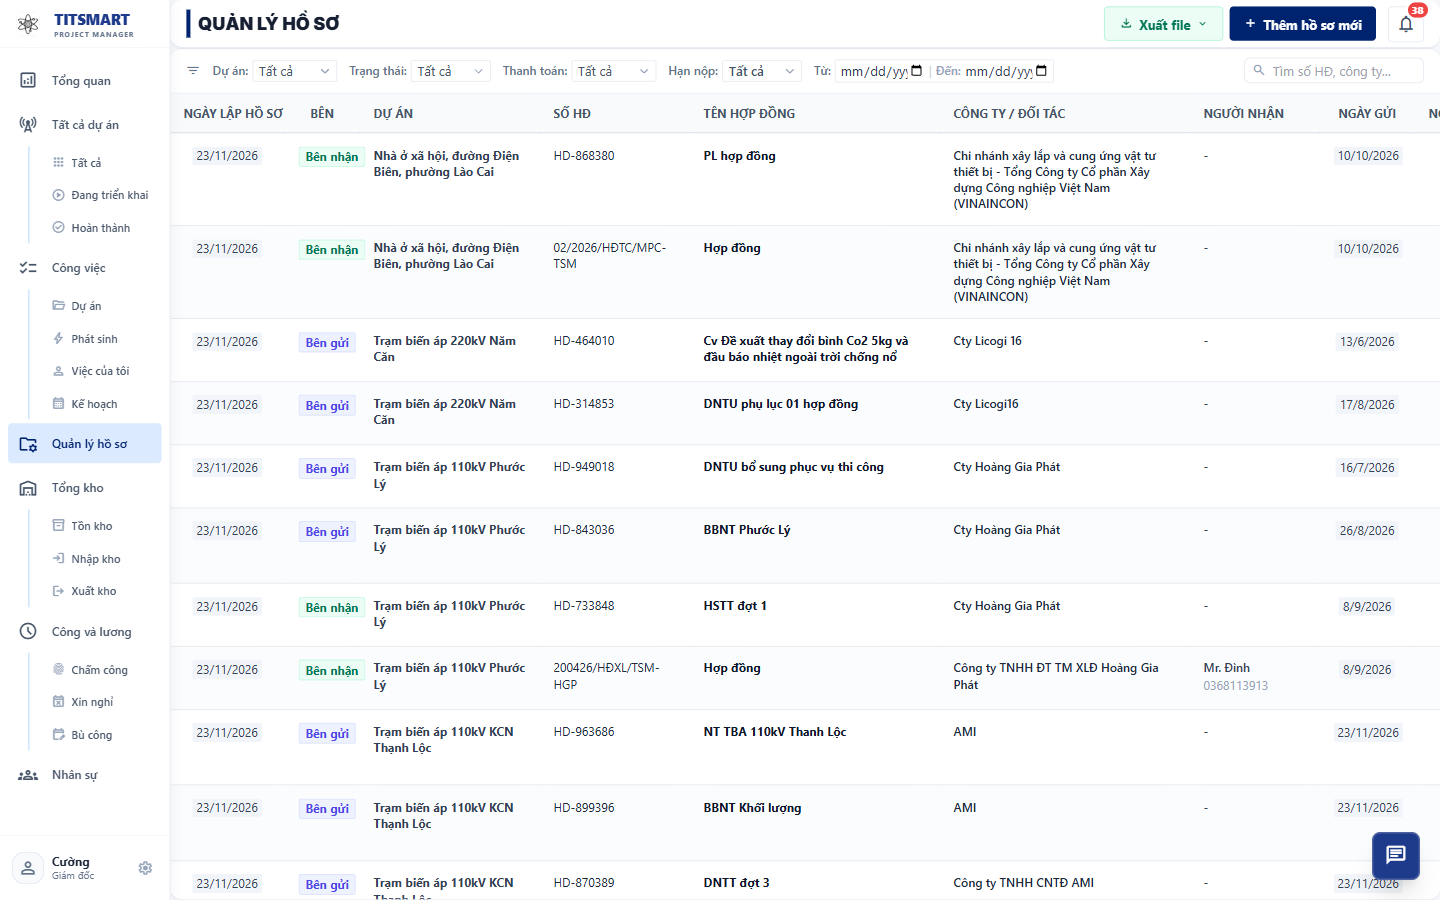 TITSMART
PROJECT MANAGER
Tổng quan
Tất cả dự án
Tất cả
Đang triển khai
Hoàn thành
Công việc
Dự án
Phát sinh
Việc của tôi
Kế hoạch
Quản lý hồ sơ
Tổng kho
Tồn kho
Nhập kho
Xuất kho
Công và lương
Chấm công
Xin nghỉ
Bù công
Nhân sự
Cường
Giám đốc
QUẢN LÝ HỒ SƠ
Xuất file
+ Thêm hồ sơ mới
38
Dự án: Tất cả Trạng thái: Tất cả Thanh toán: Tất cả Hạn nộp: Tất cả Từ: mm/dd/yyy | Đến: mm/dd/yyy
Tìm số HĐ, công ty...
NGÀY LẬP HỒ SƠ BÊN DỰ ÁN SỐ HĐ TÊN HỢP ĐỒNG CÔNG TY / ĐỐI TÁC NGƯỜI NHẬN NGÀY GỬI
23/11/2026 Bên nhận Nhà ở xã hội, đường Điện HD-868380 PL hợp đồng Chi nhánh xây lắp và cung ứng vật tư - 10/10/2026
Biên, phường Lào Cai thiết bị - Tổng Công ty Cổ phần Xây
dựng Công nghiệp Việt Nam
(VINAINCON)
23/11/2026 Bên nhận Nhà ở xã hội, đường Điện 02/2026/HĐTC/MPC- Hợp đồng Chi nhánh xây lắp và cung ứng vật tư - 10/10/2026
Biên, phường Lào Cai TSM thiết bị - Tổng Công ty Cổ phần Xây
dựng Công nghiệp Việt Nam
(VINAINCON)
23/11/2026 Bên gửi Trạm biến áp 220kV Năm HD-464010 Cv Đề xuất thay đổi bình Co2 5kg và Cty Licogi 16 - 13/6/2026
Căn đầu báo nhiệt ngoài trời chống nổ
23/11/2026 Bên gửi Trạm biến áp 220kV Năm HD-314853 DNTU phụ lục 01 hợp đồng Cty Licogi16 - 17/8/2026
Căn
23/11/2026 Bên gửi Trạm biến áp 110kV Phước HD-949018 DNTU bổ sung phục vụ thi công Cty Hoàng Gia Phát - 16/7/2026
Lý
23/11/2026 Bên gửi Trạm biến áp 110kV Phước HD-843036 BBNT Phước Lý Cty Hoàng Gia Phát - 26/8/2026
Lý
23/11/2026 Bên nhận Trạm biến áp 110kV Phước HD-733848 HSTT đợt 1 Cty Hoàng Gia Phát - 8/9/2026
Lý
23/11/2026 Bên nhận Trạm biến áp 110kV Phước 200426/HĐXL/TSM- Hợp đồng Công ty TNHH ĐT TM XLĐ Hoàng Gia Mr. Đình 8/9/2026
Lý HGP Phát 0368113913
23/11/2026 Bên gửi Trạm biến áp 110kV KCN HD-963686 NT TBA 110kV Thanh Lộc AMI - 23/11/2026
Thạnh Lộc
23/11/2026 Bên gửi Trạm biến áp 110kV KCN HD-899396 BBNT Khối lượng AMI - 23/11/2026
Thạnh Lộc
23/11/2026 Bên gửi Trạm biến áp 110kV KCN HD-870389 DNTT đợt 3 Công ty TNHH CNTĐ AMI - 23/11/2026